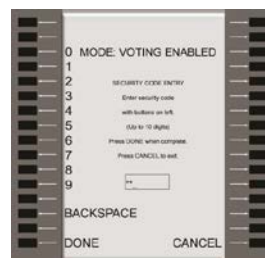 0 MODE: VOTING ENABLED
1
2 SECURITY CODE ENTRY
3 Enter security code
4 with buttons on left.
5 (Up to 10 digits)
6 Press DONE when complete.
7 Press CANCEL to exit.
8
9 **_
BACKSPACE
DONE CANCEL